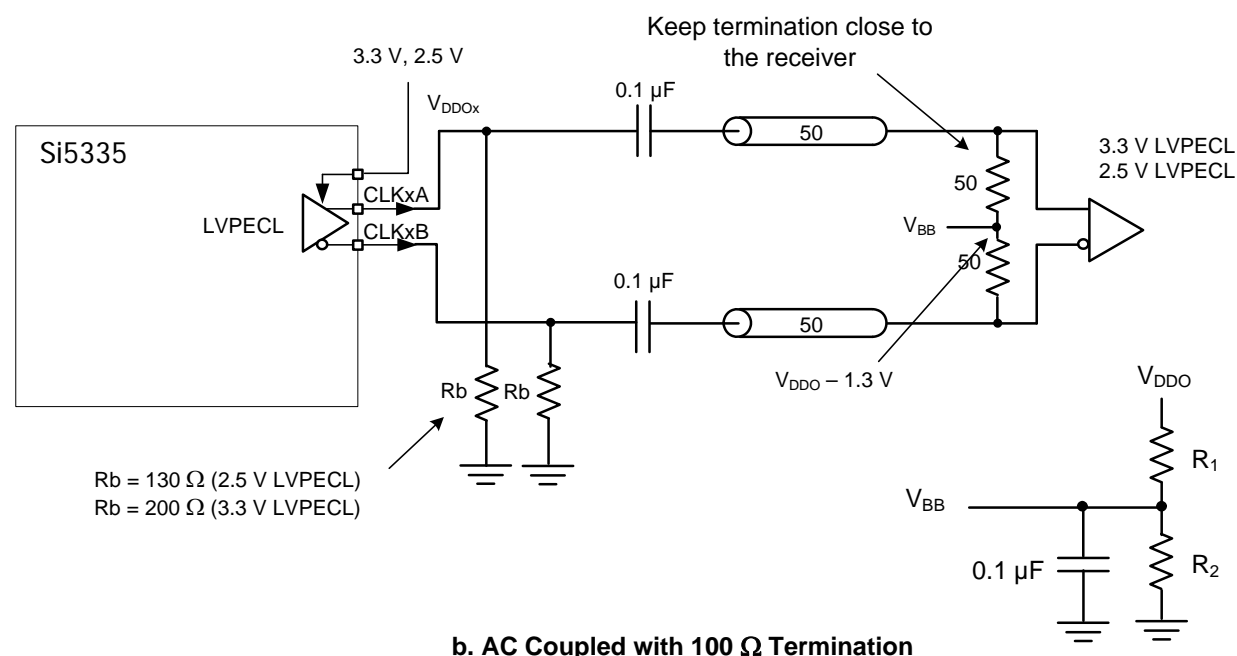 Keep termination close to
the receiver
3.3 V, 2.5 V
0.1 µF
VDDOx
50
Si5335
3.3 V LVPECL
2.5 V LVPECL
CLKxA
50
LVPECL
CLKxB
VBB
50
0.1 µF
50
VDDO – 1.3 V
VDDO
Rb
Rb
R1
Rb = 130 Ω (2.5 V LVPECL)
Rb = 200 Ω (3.3 V LVPECL)
VBB
0.1 µF
R2
b. AC Coupled with 100 Ω Termination